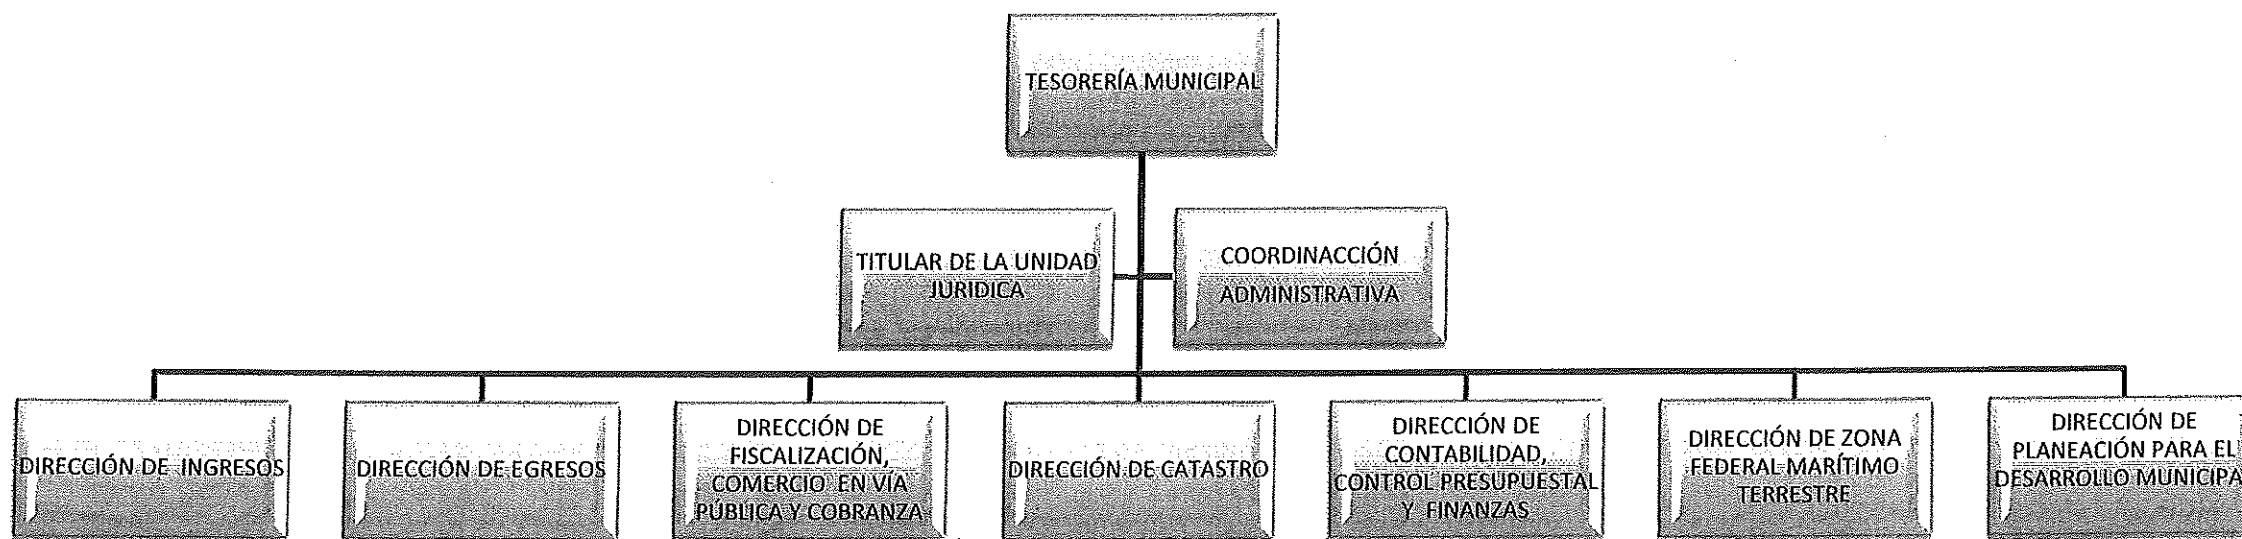 TESORERÍA MUNICIPAL
TITULAR DE LA UNIDAD
JURIDICA
COORDINACCIÓN
ADMINISTRATIVA
DIRECCIÓN DE INGRESOS
DIRECCIÓN DE EGRESOS
DIRECCIÓN DE
FISCALIZACIÓN,
COMERCIO EN VÍA
PÚBLICA Y COBRANZA
DIRECCIÓN DE CATASTRO
DIRECCIÓN DE
CONTABILIDAD,
CONTROL PRESUPUESTAL
Y FINANZAS
DIRECCIÓN DE ZONA
FEDERAL MARÍTIMO
TERRESTRE
DIRECCIÓN DE
PLANEACIÓN PARA EL
DESARROLLO MUNICIPA